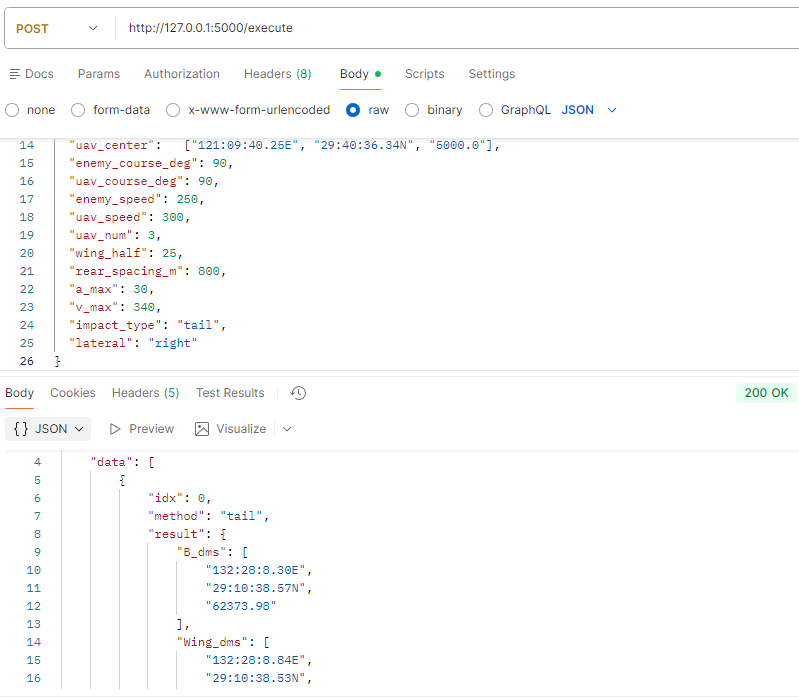 POST http://127.0.0.1:5000/execute
Docs Params Authorization Headers (8) Body Scripts Settings
none form-data x-www-form-urlencoded raw binary GraphQL JSON
14 "uav_center": ["121:09:40.25E", "29:40:36.34N", "5000.0"],
15 "enemy_course_deg": 90,
16 "uav_course_deg": 90,
17 "enemy_speed": 250,
18 "uav_speed": 300,
19 "uav_num": 3,
20 "wing_half": 25,
21 "rear_spacing_m": 800,
22 "a_max": 30,
23 "v_max": 340,
24 "impact_type": "tail",
25 "lateral": "right"
26 }
Body Cookies Headers (5) Test Results 200 OK
{} JSON Preview Visualize
4 "data": [
5 {
6 "idx": 0,
7 "method": "tail",
8 "result": {
9 "B_dms": [
10 "132:28:8.30E",
11 "29:10:38.57N",
12 "62373.98"
13 ],
14 "Wing_dms": [
15 "132:28:8.84E",
16 "29:10:38.53N",